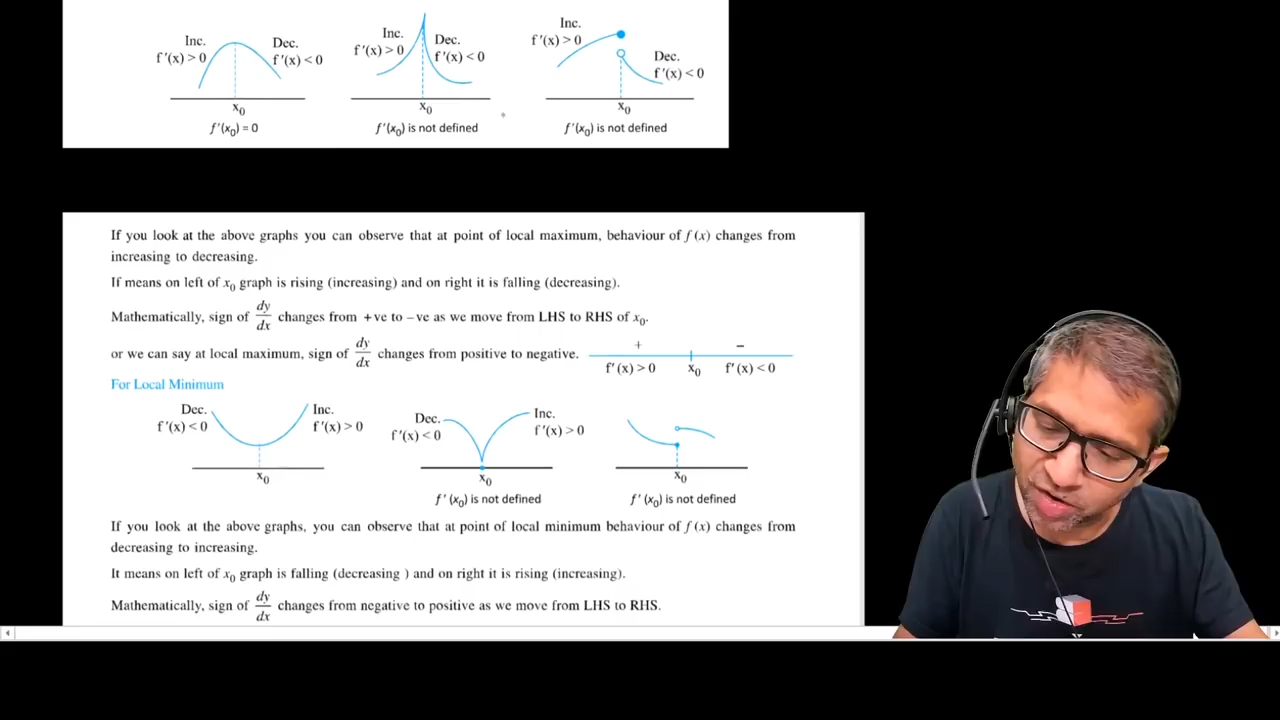 Inc.
f '(x) > 0
Dec.
f '(x) < 0
x₀
f '(x₀) = 0
Inc.
f '(x) > 0
Dec.
f '(x) < 0
x₀
f '(x₀) is not defined
Inc.
f '(x) > 0
Dec.
f '(x) < 0
x₀
f '(x₀) is not defined
If you look at the above graphs you can observe that at point of local maximum, behaviour of f (x) changes from
increasing to decreasing.
If means on left of x₀ graph is rising (increasing) and on right it is falling (decreasing).
Mathematically, sign of dy/dx changes from +ve to –ve as we move from LHS to RHS of x₀.
or we can say at local maximum, sign of dy/dx changes from positive to negative.
+ –
f '(x) > 0 x₀ f '(x) < 0
For Local Minimum
Dec.
f '(x) < 0
Inc.
f '(x) > 0
x₀
Dec.
f '(x) < 0
Inc.
f '(x) > 0
x₀
f ' (x₀) is not defined
x₀
f ' (x₀) is not defined
If you look at the above graphs, you can observe that at point of local minimum behaviour of f (x) changes from
decreasing to increasing.
It means on left of x₀ graph is falling (decreasing ) and on right it is rising (increasing).
Mathematically, sign of dy/dx changes from negative to positive as we move from LHS to RHS.